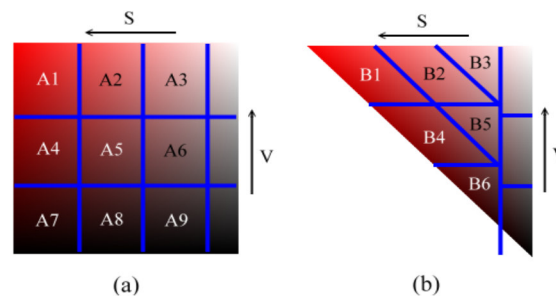 S
A1 A2 A3
A4 A5 A6
A7 A8 A9
V
(a)
S
B1 B2 B3
B4 B5
B6
V
(b)